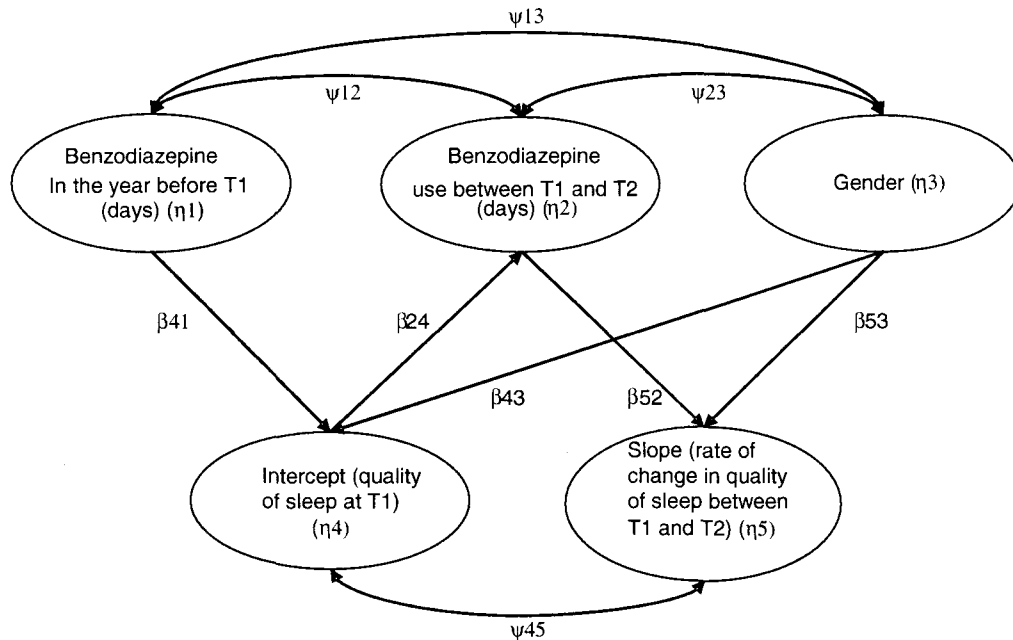 ψ13
ψ12
ψ23
Benzodiazepine
In the year before T1
(days) (η1)
Benzodiazepine
use between T1 and T2
(days) (η2)
Gender (η3)
β41
β24
β43
β52
β53
Intercept (quality
of sleep at T1)
(η4)
Slope (rate of
change in quality
of sleep between
T1 and T2) (η5)
ψ45